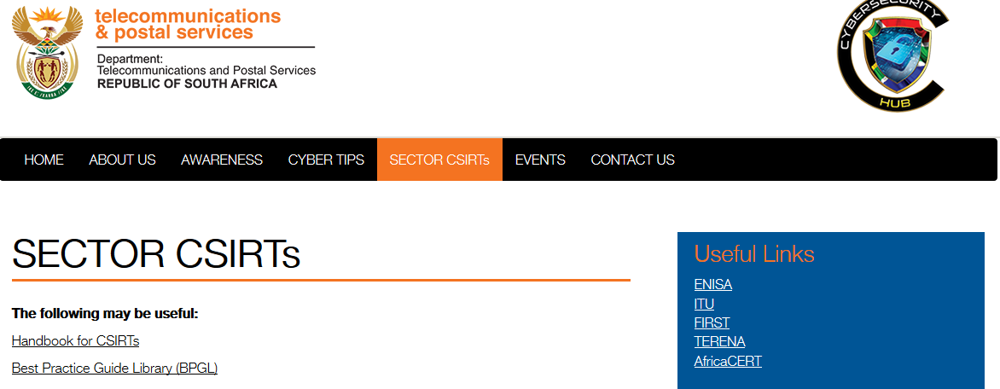 telecommunications
& postal services
Department:
Telecommunications and Postal Services
REPUBLIC OF SOUTH AFRICA
CYBERSECURITY
HUB
HOME ABOUT US AWARENESS CYBER TIPS SECTOR CSIRTs EVENTS CONTACT US
SECTOR CSIRTs
The following may be useful:
Handbook for CSIRTs
Best Practice Guide Library (BPGL)
Useful Links
ENISA
ITU
FIRST
TERENA
AfricaCERT